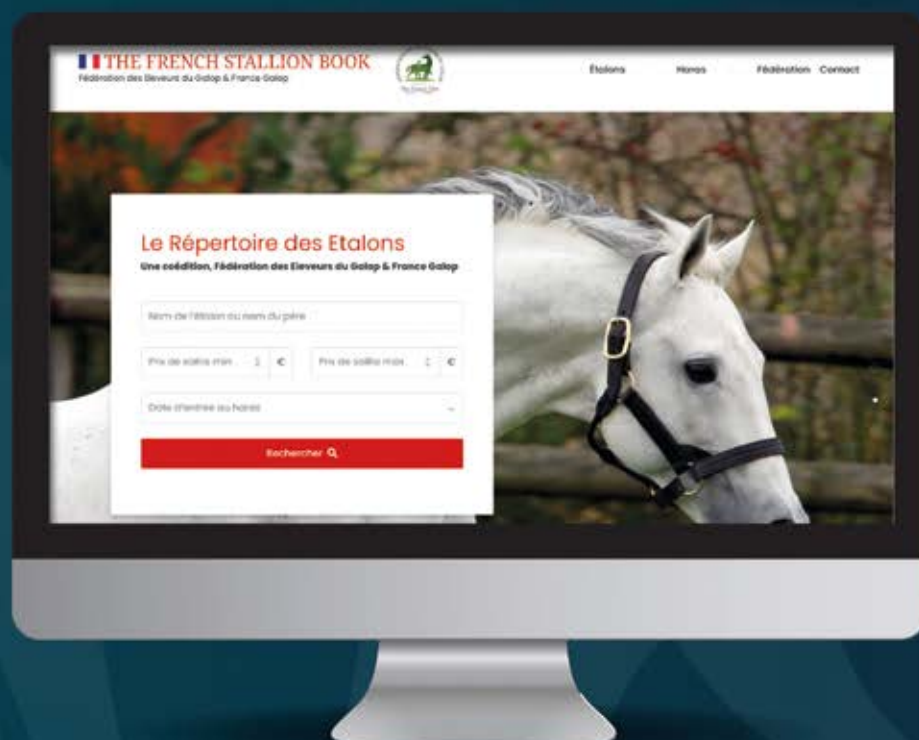 THE FRENCH STALLION BOOK
Fédération des Eleveurs du Galop & France Galop
Étalons Haras Fédération Contact
Le Répertoire des Etalons
Une coédition, Fédération des Eleveurs du Galop & France Galop
Nom de l'étalon ou nom du père
Prix de saillie min. € Prix de saillie max. €
Date d'entrée au haras
Rechercher